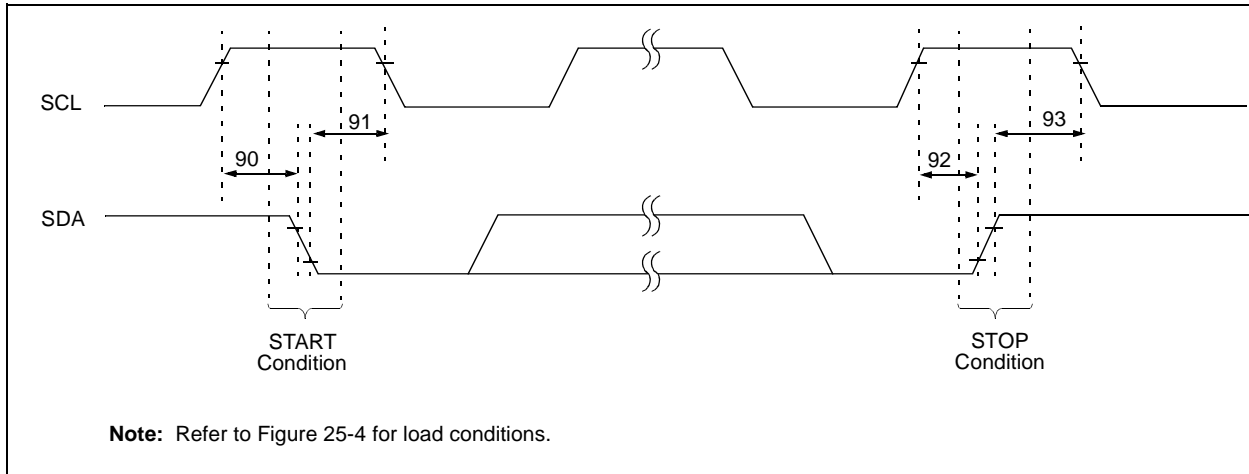 SCL
91
93
90
92
SDA
START
Condition
STOP
Condition
Note: Refer to Figure 25-4 for load conditions.